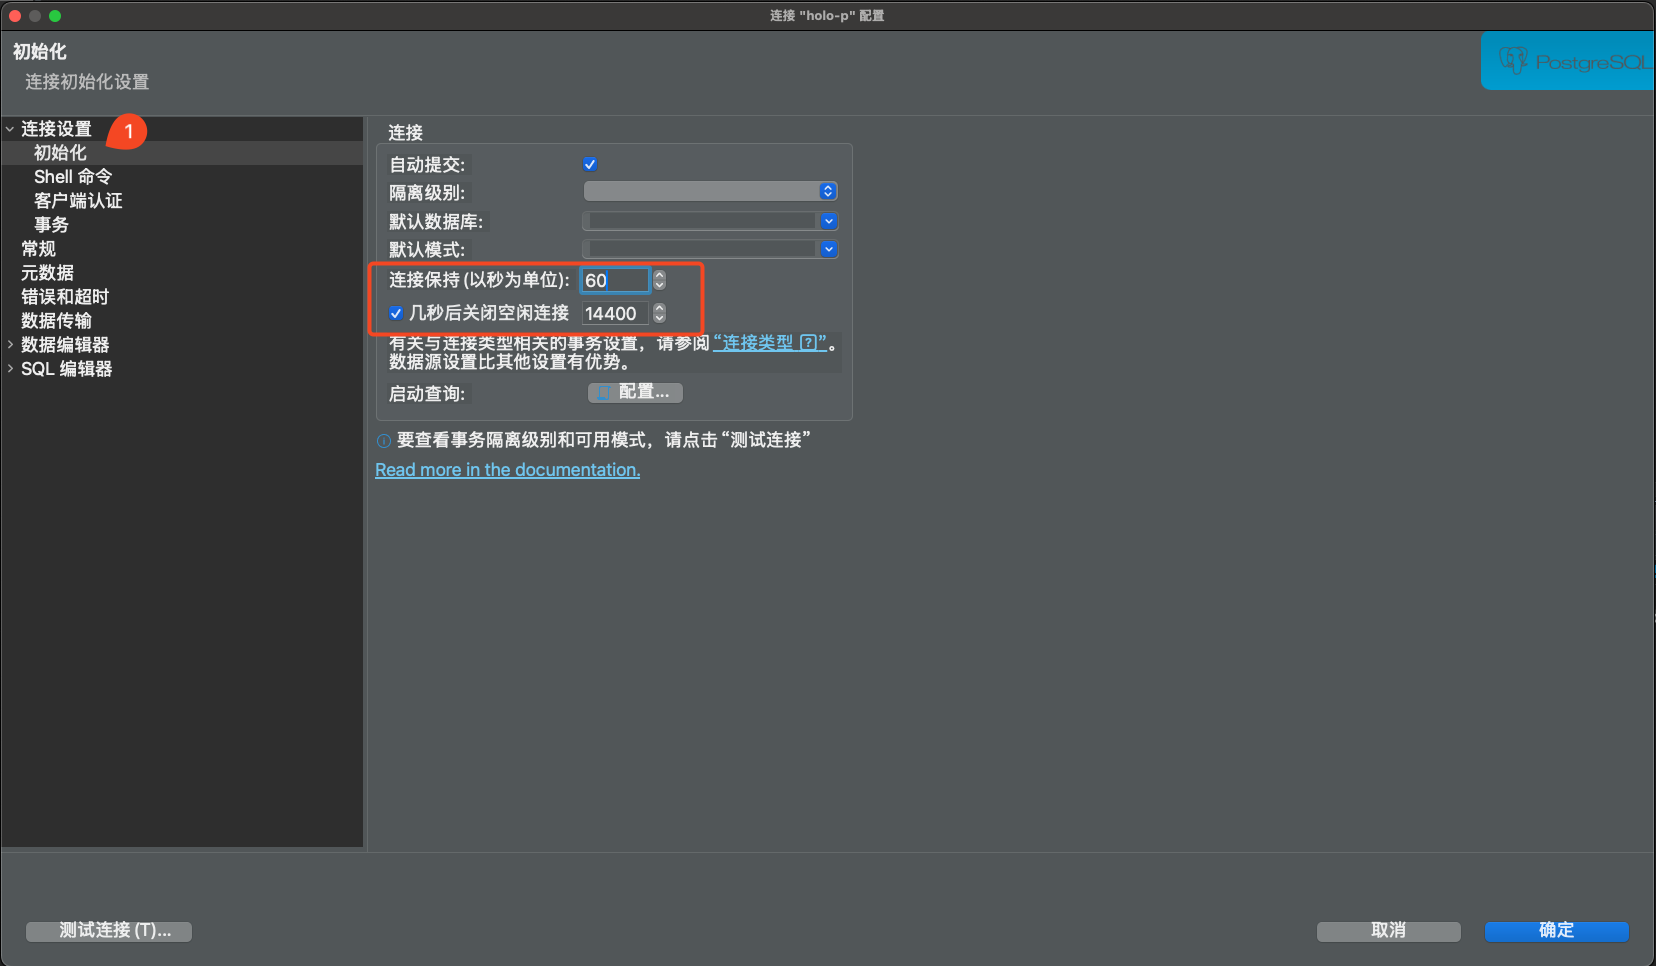 连接 "holo-p" 配置
初始化
连接初始化设置
PostgreSQL
连接设置
1
初始化
Shell 命令
客户端认证
事务
常规
元数据
错误和超时
数据传输
数据编辑器
SQL 编辑器
连接
自动提交:
隔离级别:
默认数据库:
默认模式:
连接保持 (以秒为单位): 60
几秒后关闭空闲连接 14400
有关与连接类型相关的事务设置，请参阅 “连接类型 [?]”。
数据源设置比其他设置有优势。
启动查询: 配置...
要查看事务隔离级别和可用模式，请点击 “测试连接”
Read more in the documentation.
测试连接 (T)...
取消
确定